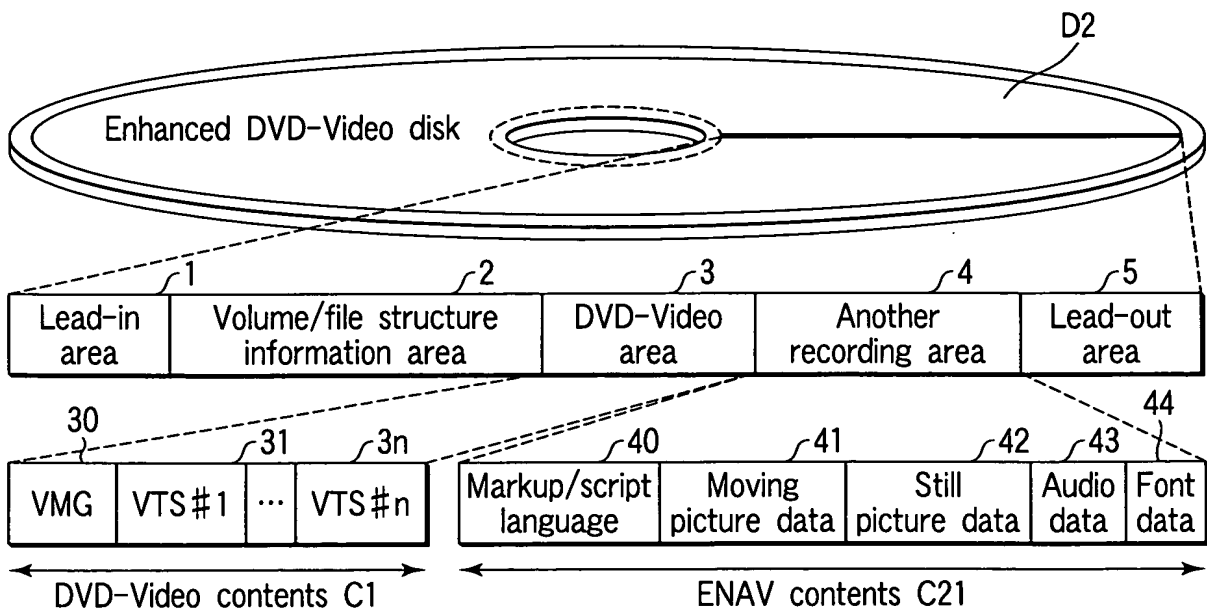 D2
Enhanced DVD-Video disk
1 2 3 4 5
Lead-in area
Volume/file structure information area
DVD-Video area
Another recording area
Lead-out area
30 31 3n 40 41 42 43 44
VMG
VTS#1
...
VTS#n
Markup/script language
Moving picture data
Still picture data
Audio data
Font data
DVD-Video contents C1
ENAV contents C21